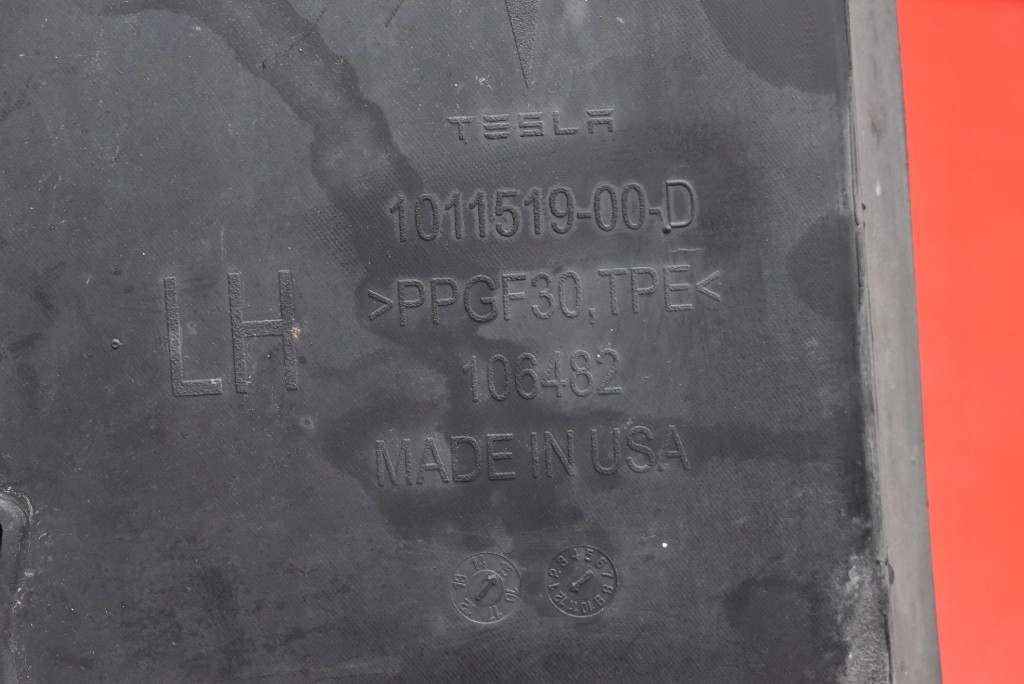 TESLA
1011519-00-D
LH
>PPGF30,TPE<
106482
MADE IN USA